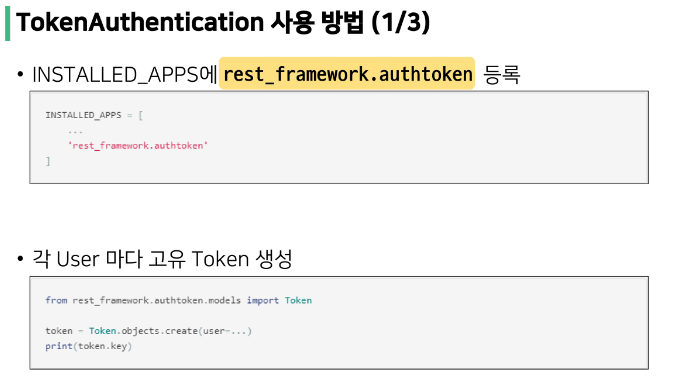 TokenAuthentication 사용 방법 (1/3)
• INSTALLED_APPS에 rest_framework.authtoken 등록
INSTALLED_APPS = [
...
'rest_framework.authtoken'
]
• 각 User 마다 고유 Token 생성
from rest_framework.authtoken.models import Token
token = Token.objects.create(user=...)
print(token.key)